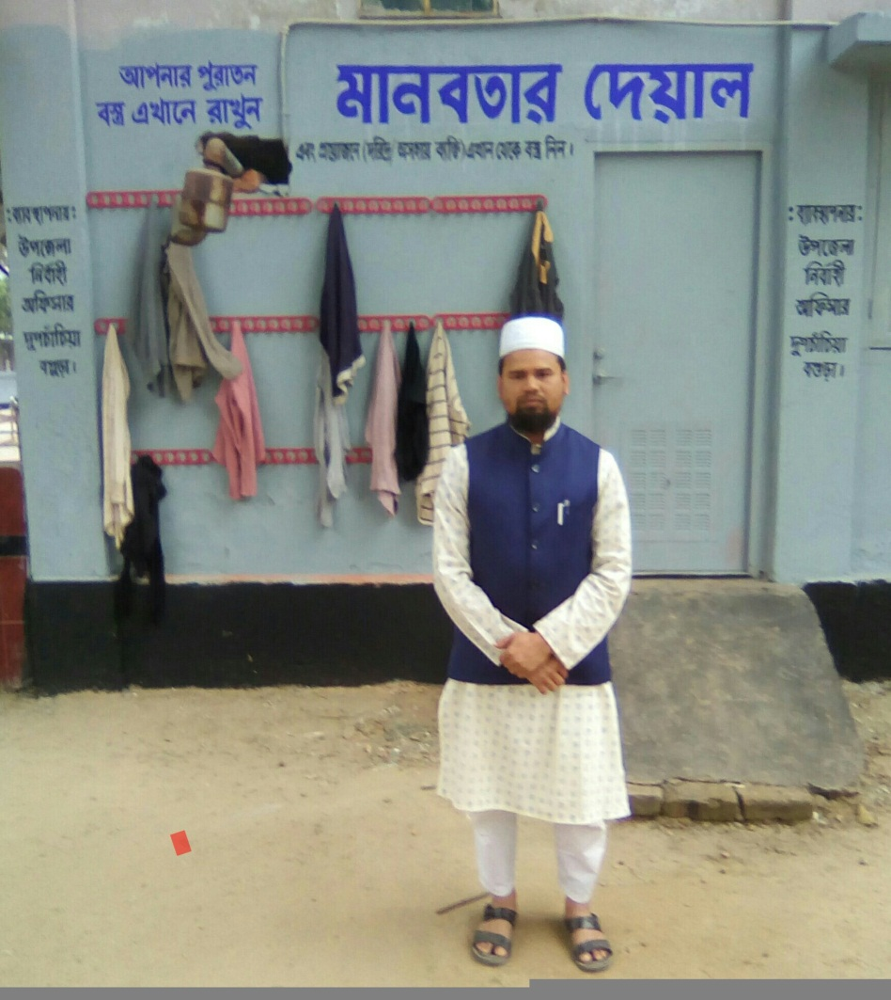 আপনার পুরাতন
বস্ত্র এখানে রাখুন
মানবতার দেয়াল
এবং প্রয়োজনে (দরিদ্র/ অসহায় ব্যক্তি) এখান থেকে বস্ত্র নিন।
:ব্যবস্থাপনায়:
উপজেলা
নির্বাহী
অফিসার
দুপচাঁচিয়া
বগুড়া।
:ব্যবস্থাপনায়:
উপজেলা
নির্বাহী
অফিসার
দুপচাঁচিয়া
বগুড়া।